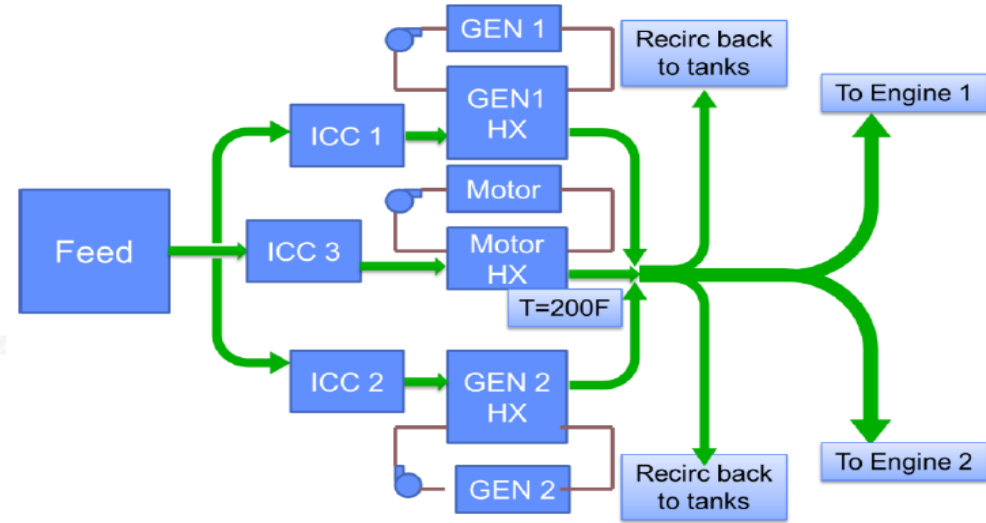 GEN 1
Recirc back
to tanks
To Engine 1
GEN1
HX
ICC 1
Motor
Feed
ICC 3
Motor
HX
T=200F
ICC 2
GEN 2
HX
To Engine 2
Recirc back
to tanks
GEN 2